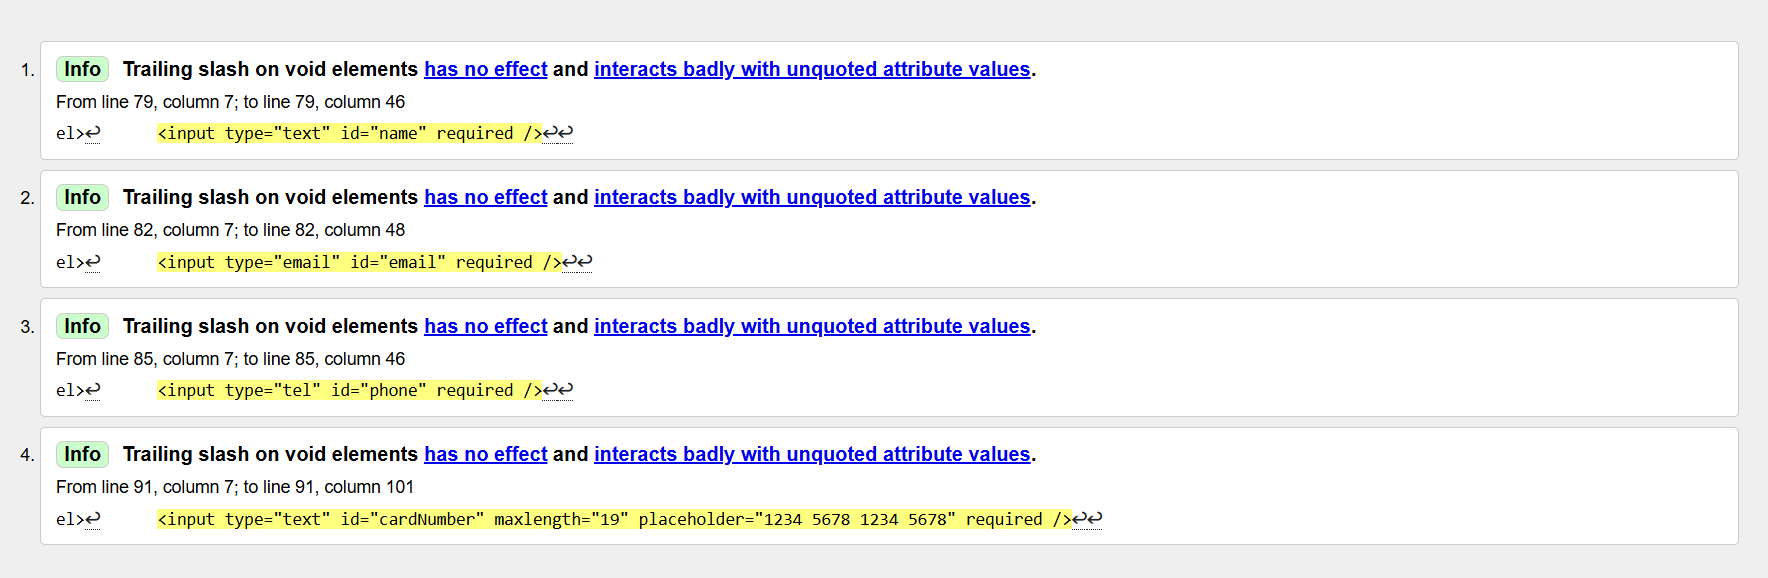 1. Info Trailing slash on void elements has no effect and interacts badly with unquoted attribute values.
From line 79, column 7; to line 79, column 46
el>↩ <input type="text" id="name" required />↩↩
2. Info Trailing slash on void elements has no effect and interacts badly with unquoted attribute values.
From line 82, column 7; to line 82, column 48
el>↩ <input type="email" id="email" required />↩↩
3. Info Trailing slash on void elements has no effect and interacts badly with unquoted attribute values.
From line 85, column 7; to line 85, column 46
el>↩ <input type="tel" id="phone" required />↩↩
4. Info Trailing slash on void elements has no effect and interacts badly with unquoted attribute values.
From line 91, column 7; to line 91, column 101
el>↩ <input type="text" id="cardNumber" maxlength="19" placeholder="1234 5678 1234 5678" required />↩↩